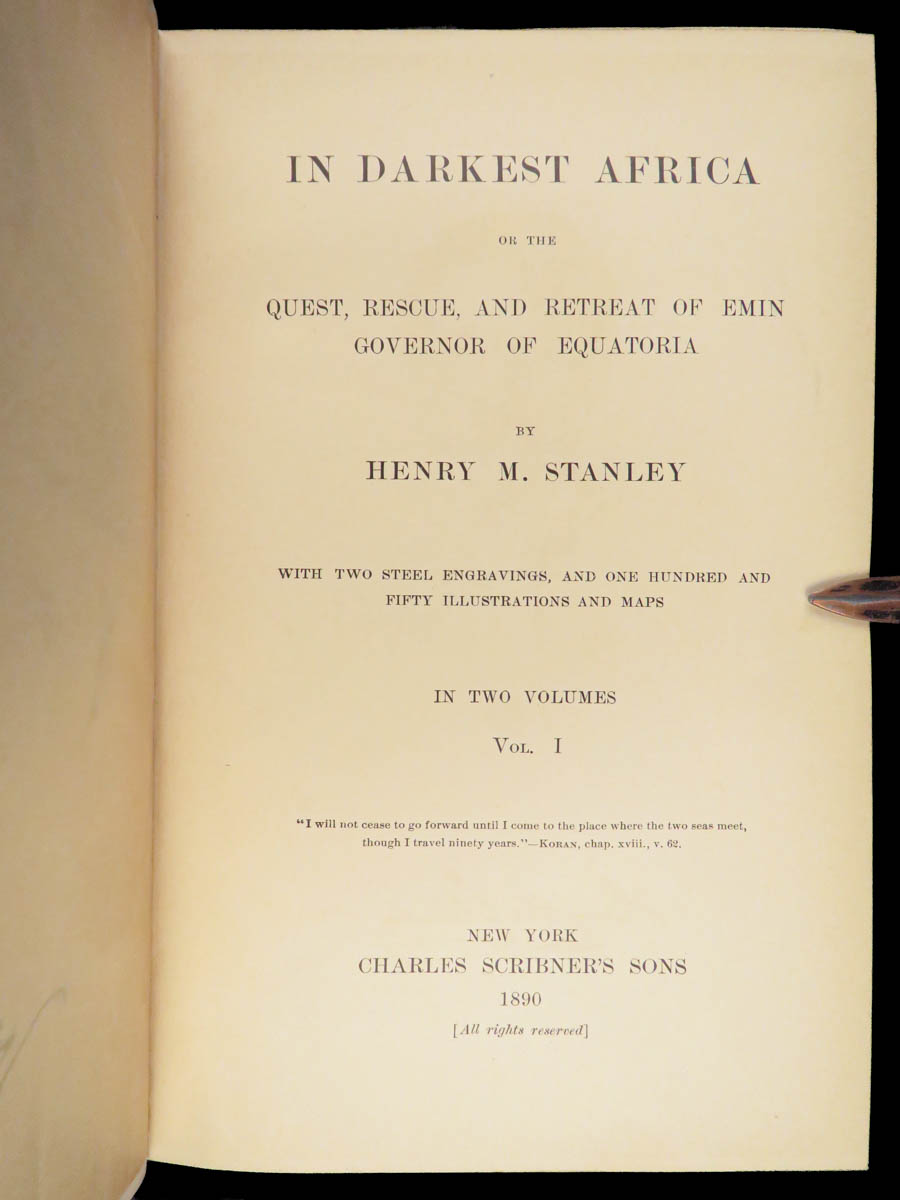 IN DARKEST AFRICA
OR THE
QUEST, RESCUE, AND RETREAT OF EMIN
GOVERNOR OF EQUATORIA
BY
HENRY M. STANLEY
WITH TWO STEEL ENGRAVINGS, AND ONE HUNDRED AND
FIFTY ILLUSTRATIONS AND MAPS
IN TWO VOLUMES
VOL. I
"I will not cease to go forward until I come to the place where the two seas meet,
though I travel ninety years."—KORAN, chap. xviii., v. 62.
NEW YORK
CHARLES SCRIBNER'S SONS
1890
[All rights reserved]